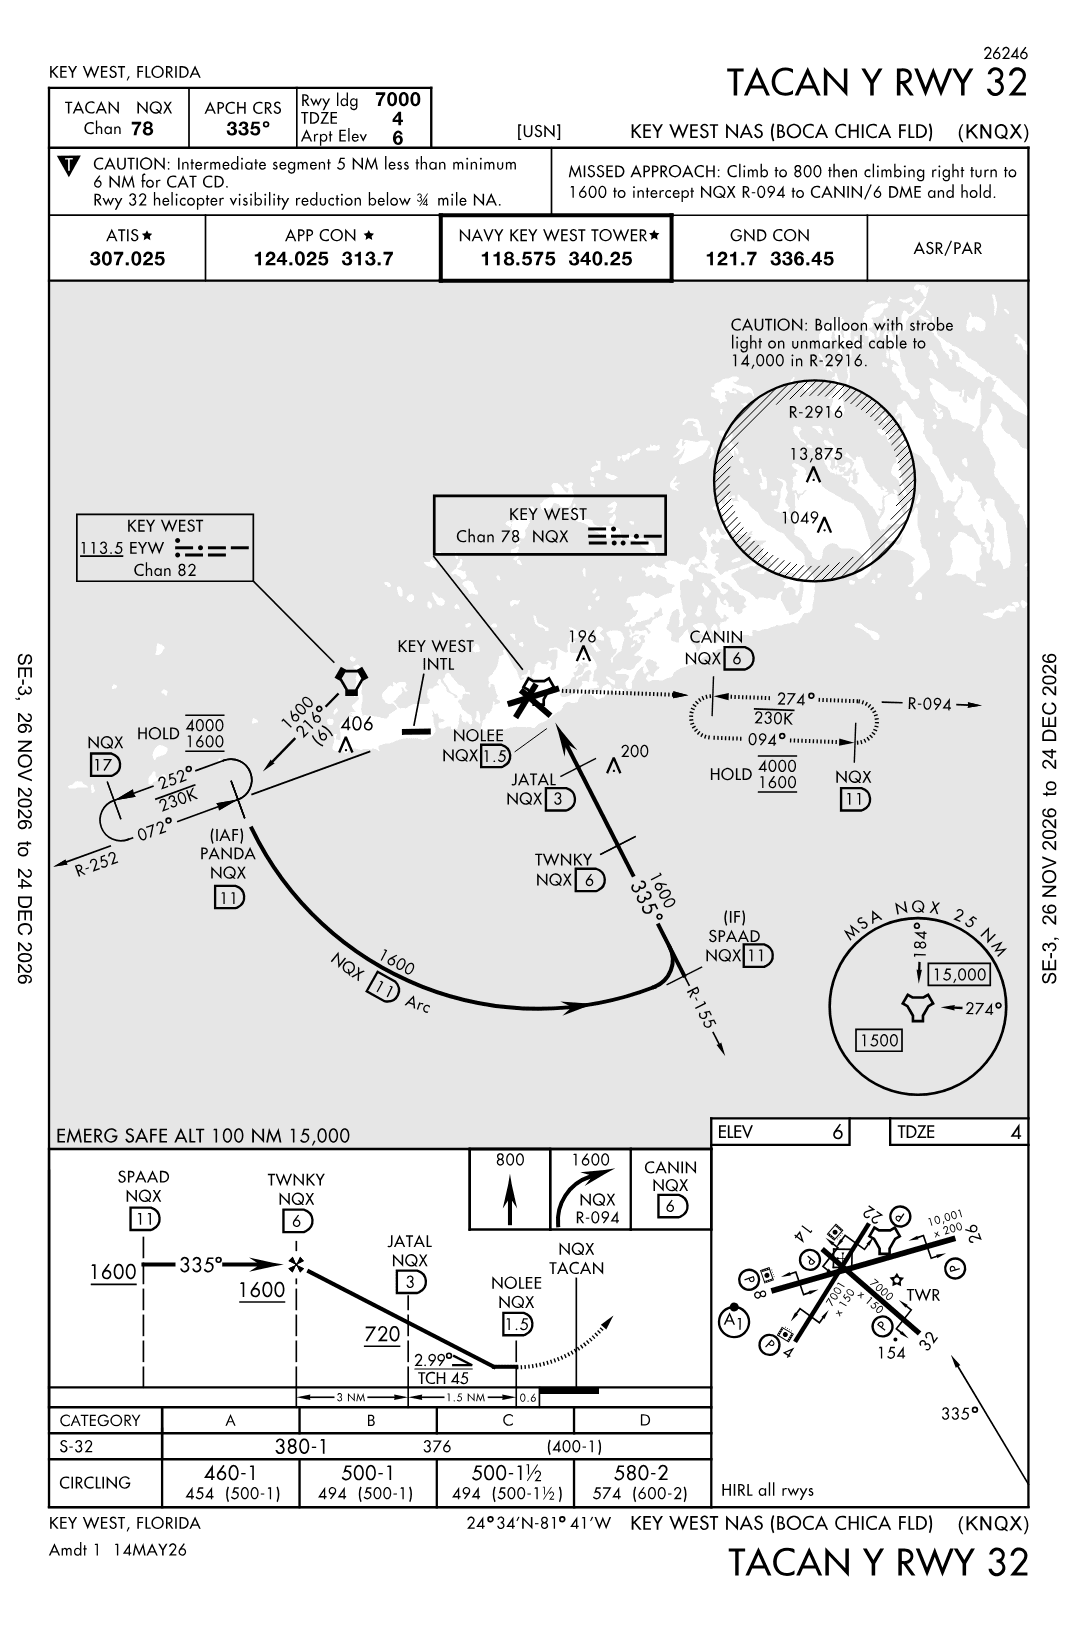 26246
KEY WEST, FLORIDA
TACAN Y RWY 32
TACAN NQX
Chan 78
APCH CRS
335°
Rwy ldg 7000
TDZE 4
Arpt Elev 6
[USN]
KEY WEST NAS (BOCA CHICA FLD) (KNQX)
T
CAUTION: Intermediate segment 5 NM less than minimum
6 NM for CAT CD.
Rwy 32 helicopter visibility reduction below ¾ mile NA.
MISSED APPROACH: Climb to 800 then climbing right turn to
1600 to intercept NQX R-094 to CANIN/6 DME and hold.
ATIS★
307.025
APP CON ★
124.025 313.7
NAVY KEY WEST TOWER★
118.575 340.25
GND CON
121.7 336.45
ASR/PAR
CAUTION: Balloon with strobe
light on unmarked cable to
14,000 in R-2916.
R-2916
13,875
1049
KEY WEST
113.5 EYW
Chan 82
KEY WEST
Chan 78 NQX
KEY WEST
INTL
196
CANIN
NQX 6
1600
216°
(6)
406
HOLD 4000
1600
NQX
17
252°
230K
072°
R-252
(IAF)
PANDA
NQX
11
NOLEE
NQX 1.5
JATAL
NQX 3
200
274°
230K
094°
R-094
HOLD 4000
1600
NQX
11
TWNKY
NQX 6
1600
335°
(IF)
SPAAD
NQX 11
R-155
1600
NQX 11 Arc
MSA NQX 25 NM
184°
15,000
274°
1500
SE-3, 26 NOV 2026 to 24 DEC 2026
SE-3, 26 NOV 2026 to 24 DEC 2026
EMERG SAFE ALT 100 NM 15,000
ELEV 6
TDZE 4
SPAAD
NQX
11
TWNKY
NQX
6
JATAL
NQX
3
NOLEE
NQX
1.5
NQX
TACAN
800
1600
NQX
R-094
CANIN
NQX
6
1600
335°
1600
720
2.99°
TCH 45
3 NM
1.5 NM
0.6
CATEGORY A B C D
S-32 380-1 376 (400-1)
CIRCLING 460-1 500-1 500-1½ 580-2
454 (500-1) 494 (500-1) 494 (500-1½) 574 (600-2)
14
22
P
10,001
x 200
26
P
P
P
8
7001
x 150
7000
x 150
TWR
A1
P
4
P
154
32
335°
HIRL all rwys
KEY WEST, FLORIDA
24°34'N-81°41'W
KEY WEST NAS (BOCA CHICA FLD) (KNQX)
Amdt 1 14MAY26
TACAN Y RWY 32